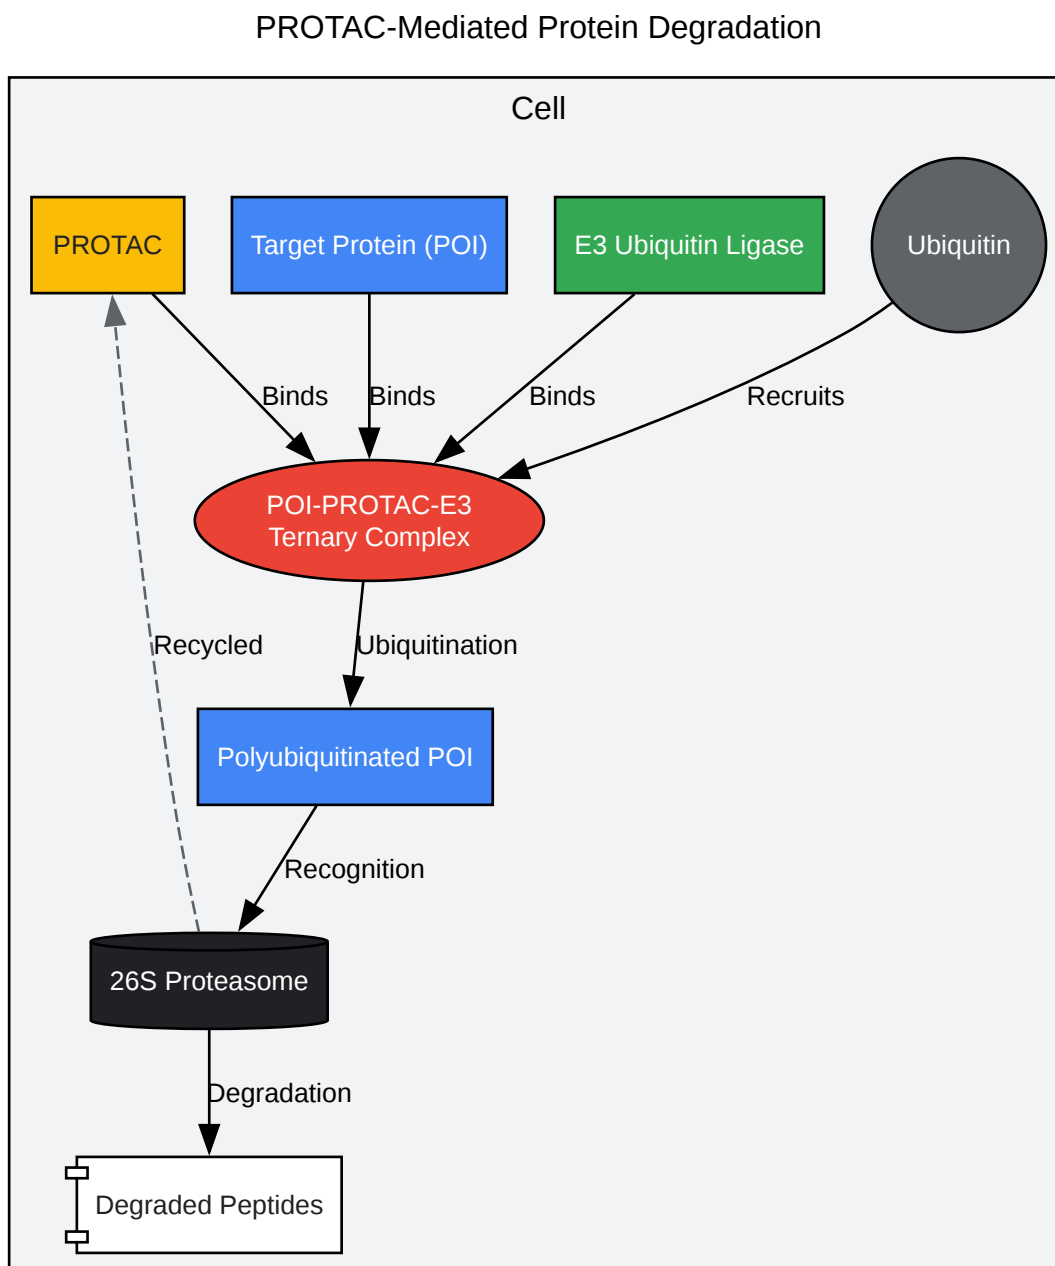 PROTAC-Mediated Protein Degradation
Cell
PROTAC
Target Protein (POI)
E3 Ubiquitin Ligase
Ubiquitin
Binds
Binds
Binds
Recruits
POI-PROTAC-E3
Ternary Complex
Recycled
Ubiquitination
Polyubiquitinated POI
Recognition
26S Proteasome
Degradation
Degraded Peptides